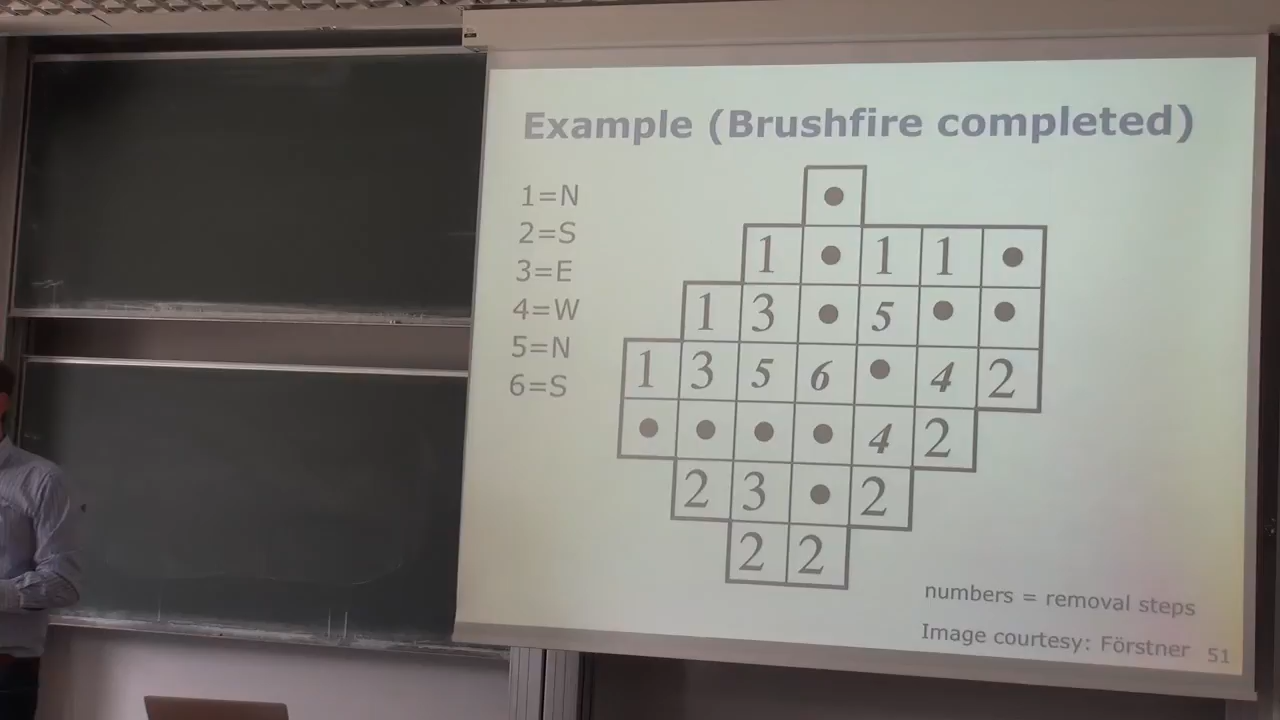 Example (Brushfire completed)
1=N
2=S
3=E
4=W
5=N
6=S
●
1 ● 1 1 ●
1 3 ● 5 ● ●
1 3 5 6 ● 4 2
● ● ● ● 4 2
2 3 ● 2
2 2
numbers = removal steps
Image courtesy: Förstner 51